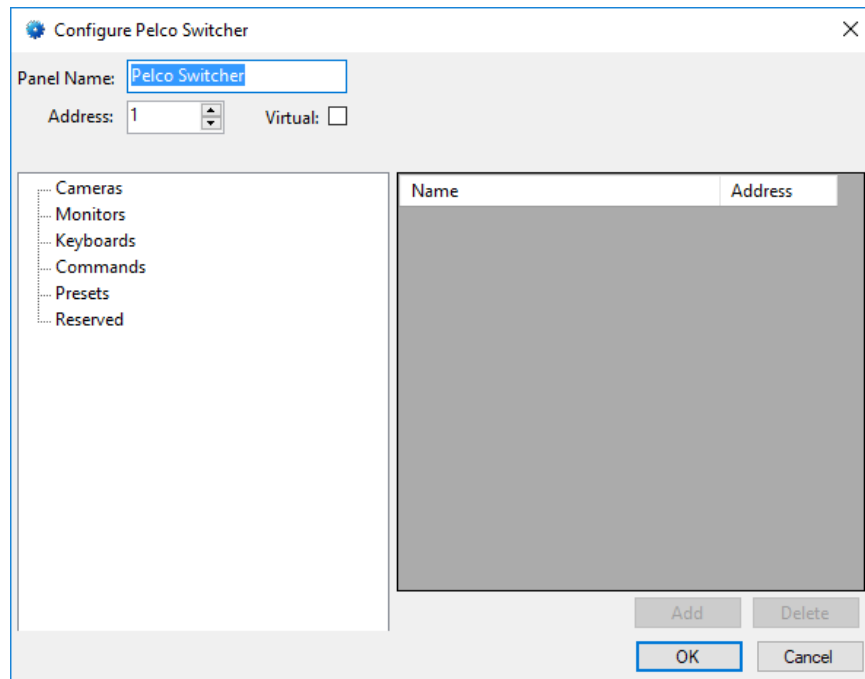 Configure Pelco Switcher
Panel Name: Pelco Switcher
Address: 1 Virtual:
Cameras
Monitors
Keyboards
Commands
Presets
Reserved
Name Address
Add Delete
OK Cancel